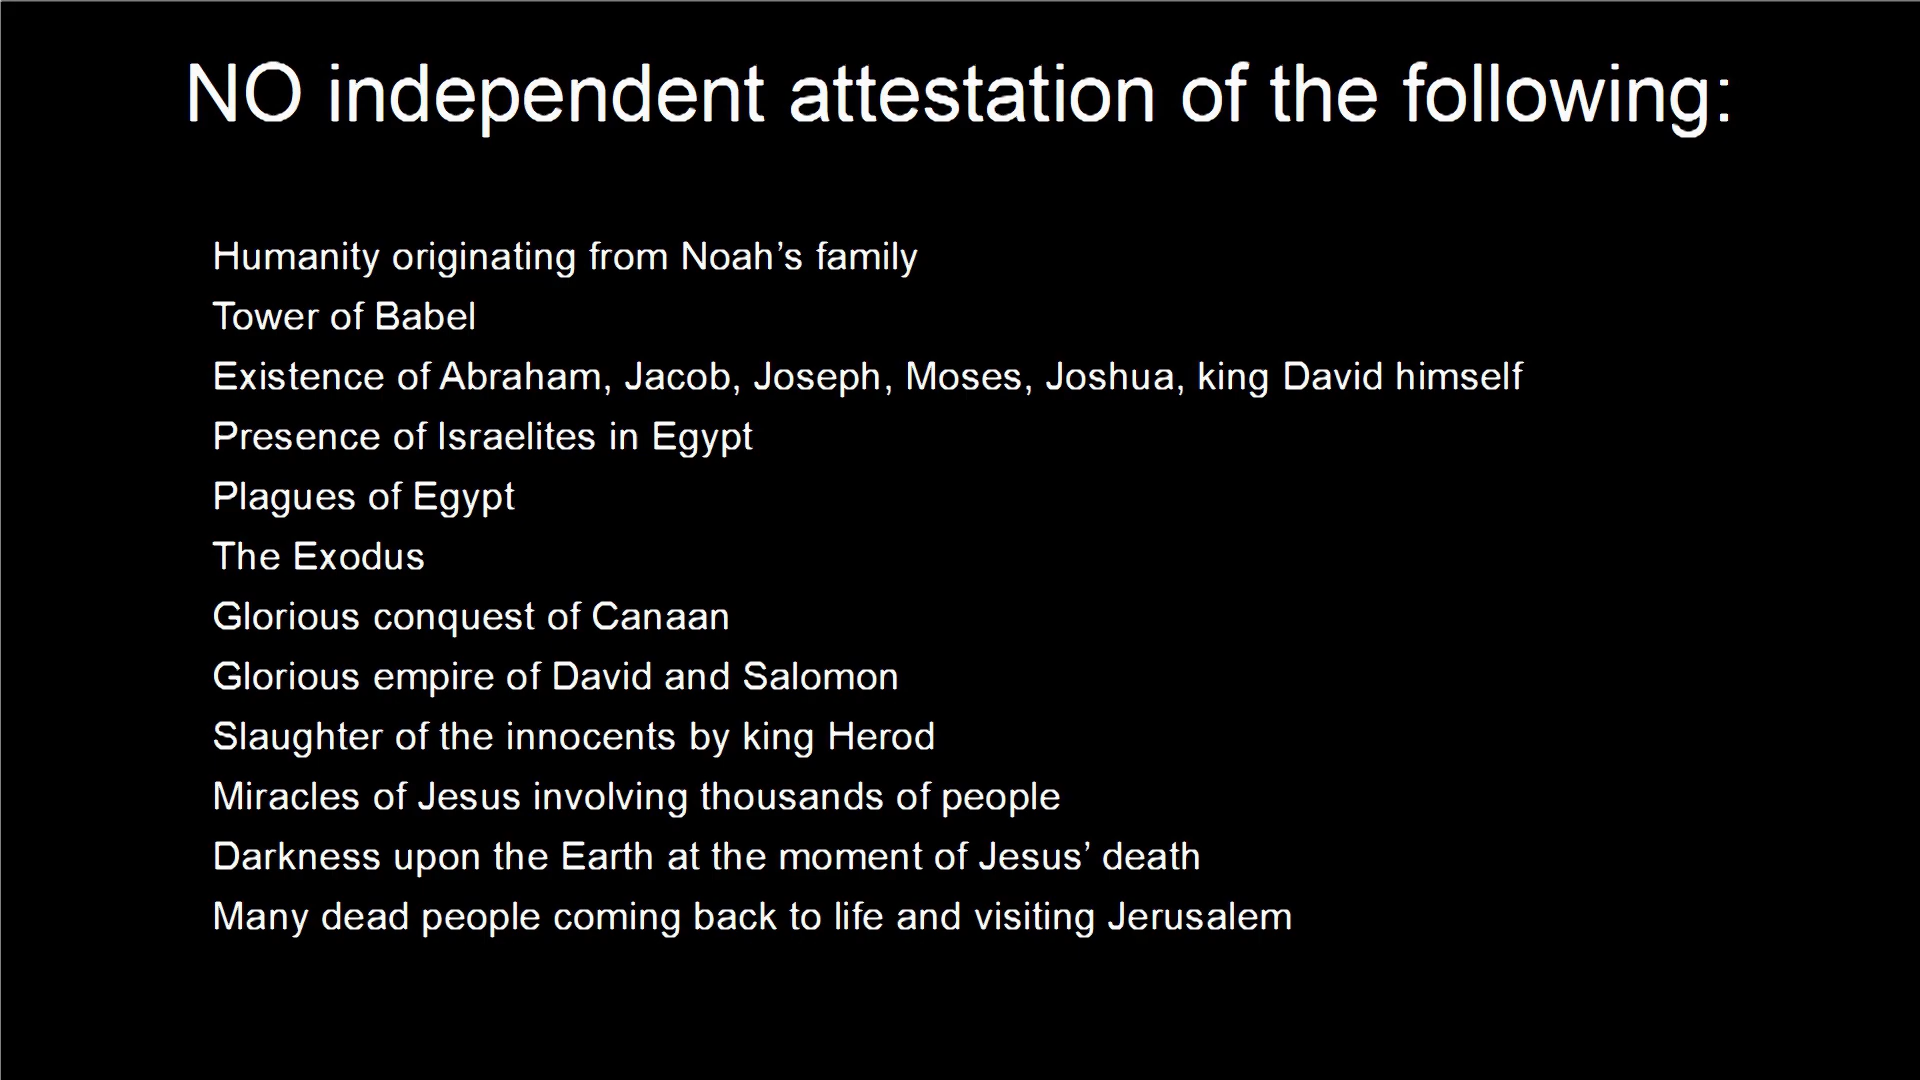 NO independent attestation of the following:
Humanity originating from Noah’s family
Tower of Babel
Existence of Abraham, Jacob, Joseph, Moses, Joshua, king David himself
Presence of Israelites in Egypt
Plagues of Egypt
The Exodus
Glorious conquest of Canaan
Glorious empire of David and Salomon
Slaughter of the innocents by king Herod
Miracles of Jesus involving thousands of people
Darkness upon the Earth at the moment of Jesus’ death
Many dead people coming back to life and visiting Jerusalem